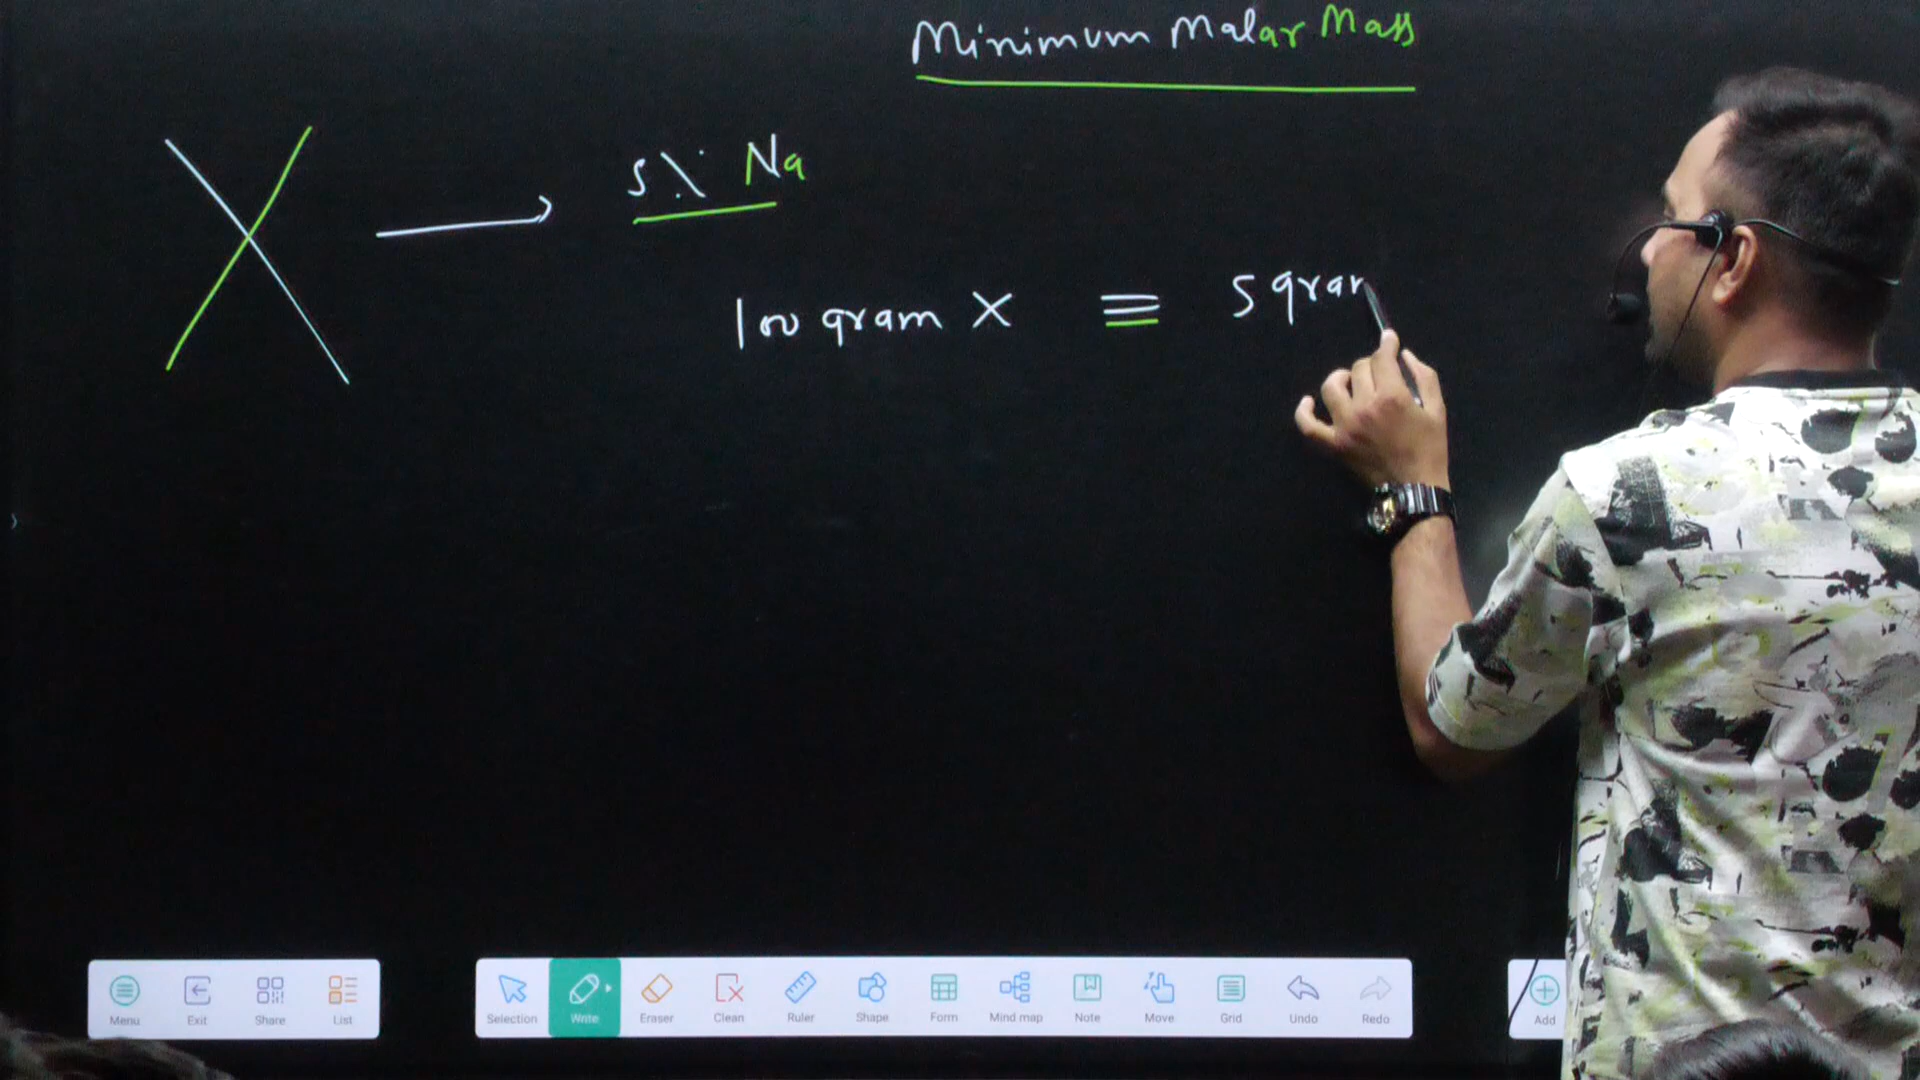 Minimum Malar Mass
X → 5% Na
100 gram X ≡ 5 gram
Menu Exit Share List Selection Write Eraser Clean Ruler Shape Form Mind map Note Move Grid Undo Redo Add